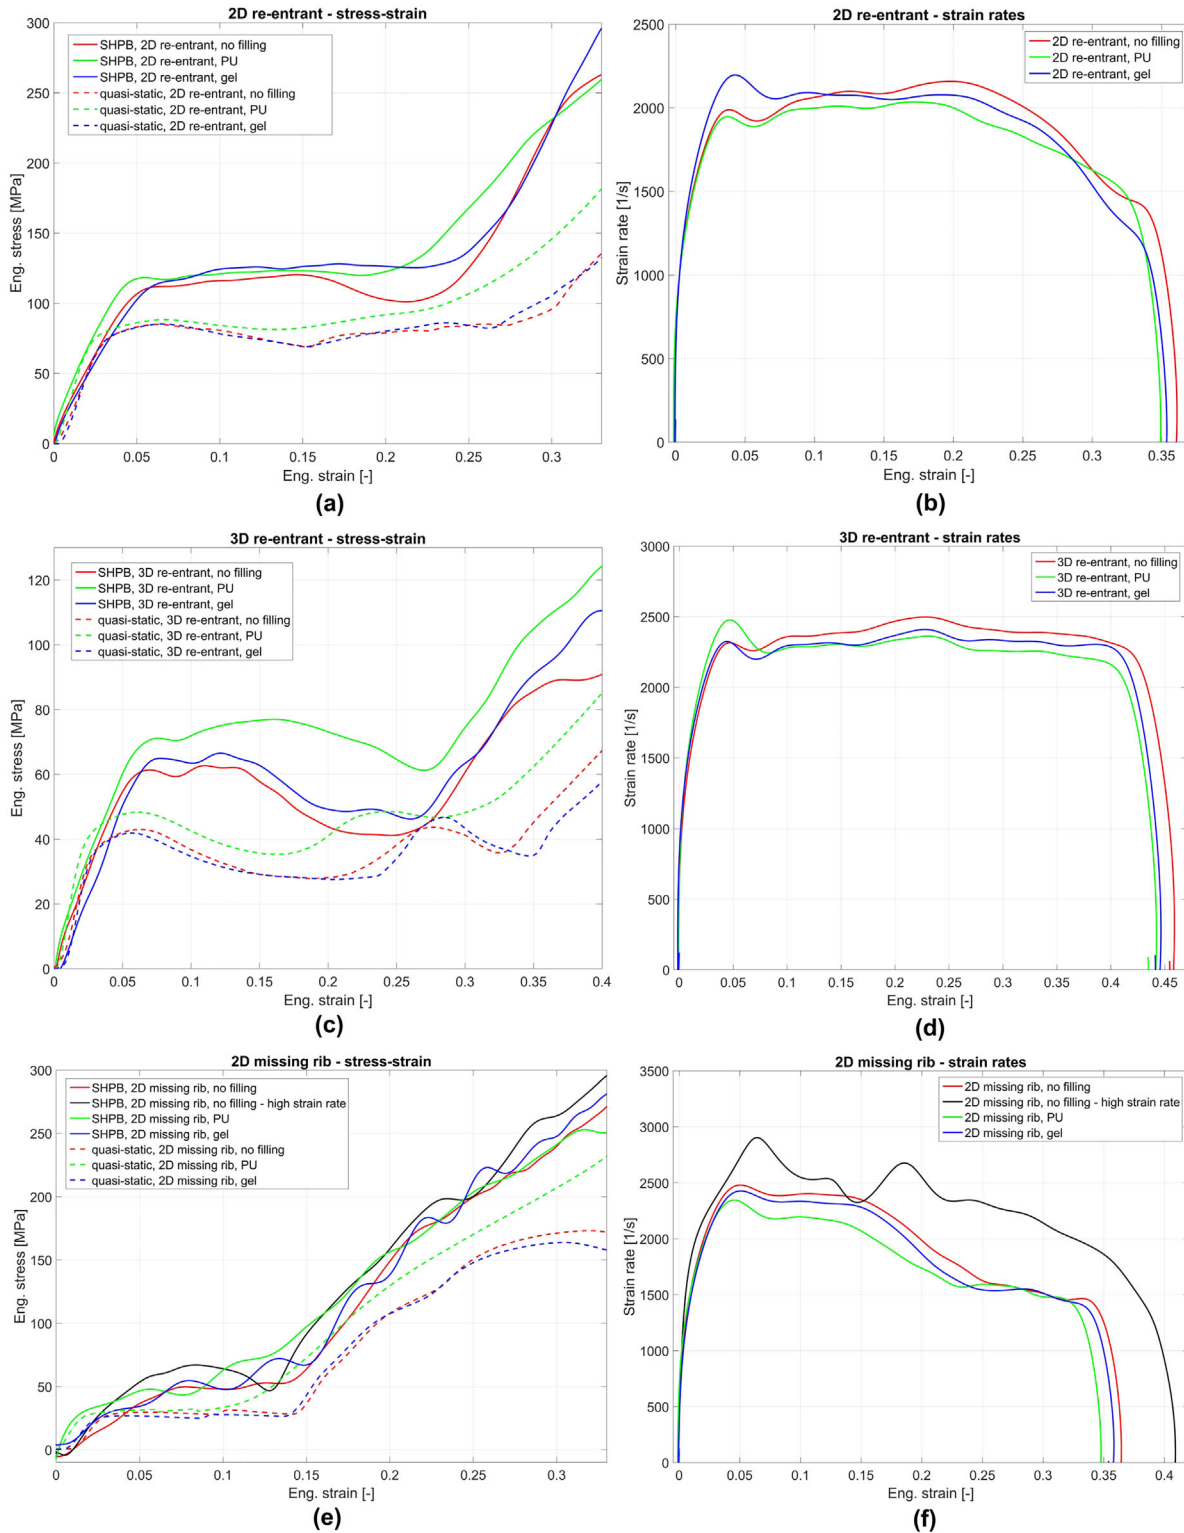 2D re-entrant - stress-strain
300
250
200
150
100
50
0
Eng. stress [MPa]
SHPB, 2D re-entrant, no filling
SHPB, 2D re-entrant, PU
SHPB, 2D re-entrant, gel
quasi-static, 2D re-entrant, no filling
quasi-static, 2D re-entrant, PU
quasi-static, 2D re-entrant, gel
0 0.05 0.1 0.15 0.2 0.25 0.3
Eng. strain [-]
(a)
2D re-entrant - strain rates
2500
2000
1500
1000
500
0
Strain rate [1/s]
2D re-entrant, no filling
2D re-entrant, PU
2D re-entrant, gel
0 0.05 0.1 0.15 0.2 0.25 0.3 0.35
Eng. strain [-]
(b)
3D re-entrant - stress-strain
120
100
80
60
40
20
0
Eng. stress [MPa]
SHPB, 3D re-entrant, no filling
SHPB, 3D re-entrant, PU
SHPB, 3D re-entrant, gel
quasi-static, 3D re-entrant, no filling
quasi-static, 3D re-entrant, PU
quasi-static, 3D re-entrant, gel
0 0.05 0.1 0.15 0.2 0.25 0.3 0.35 0.4
Eng. strain [-]
(c)
3D re-entrant - strain rates
3000
2500
2000
1500
1000
500
0
Strain rate [1/s]
3D re-entrant, no filling
3D re-entrant, PU
3D re-entrant, gel
0 0.05 0.1 0.15 0.2 0.25 0.3 0.35 0.4 0.45
Eng. strain [-]
(d)
2D missing rib - stress-strain
300
250
200
150
100
50
0
Eng. stress [MPa]
SHPB, 2D missing rib, no filling
SHPB, 2D missing rib, no filling - high strain rate
SHPB, 2D missing rib, PU
SHPB, 2D missing rib, gel
quasi-static, 2D missing rib, no filling
quasi-static, 2D missing rib, PU
quasi-static, 2D missing rib, gel
0 0.05 0.1 0.15 0.2 0.25 0.3
Eng. strain [-]
(e)
2D missing rib - strain rates
3500
3000
2500
2000
1500
1000
500
0
Strain rate [1/s]
2D missing rib, no filling
2D missing rib, no filling - high strain rate
2D missing rib, PU
2D missing rib, gel
0 0.05 0.1 0.15 0.2 0.25 0.3 0.35 0.4
Eng. strain [-]
(f)